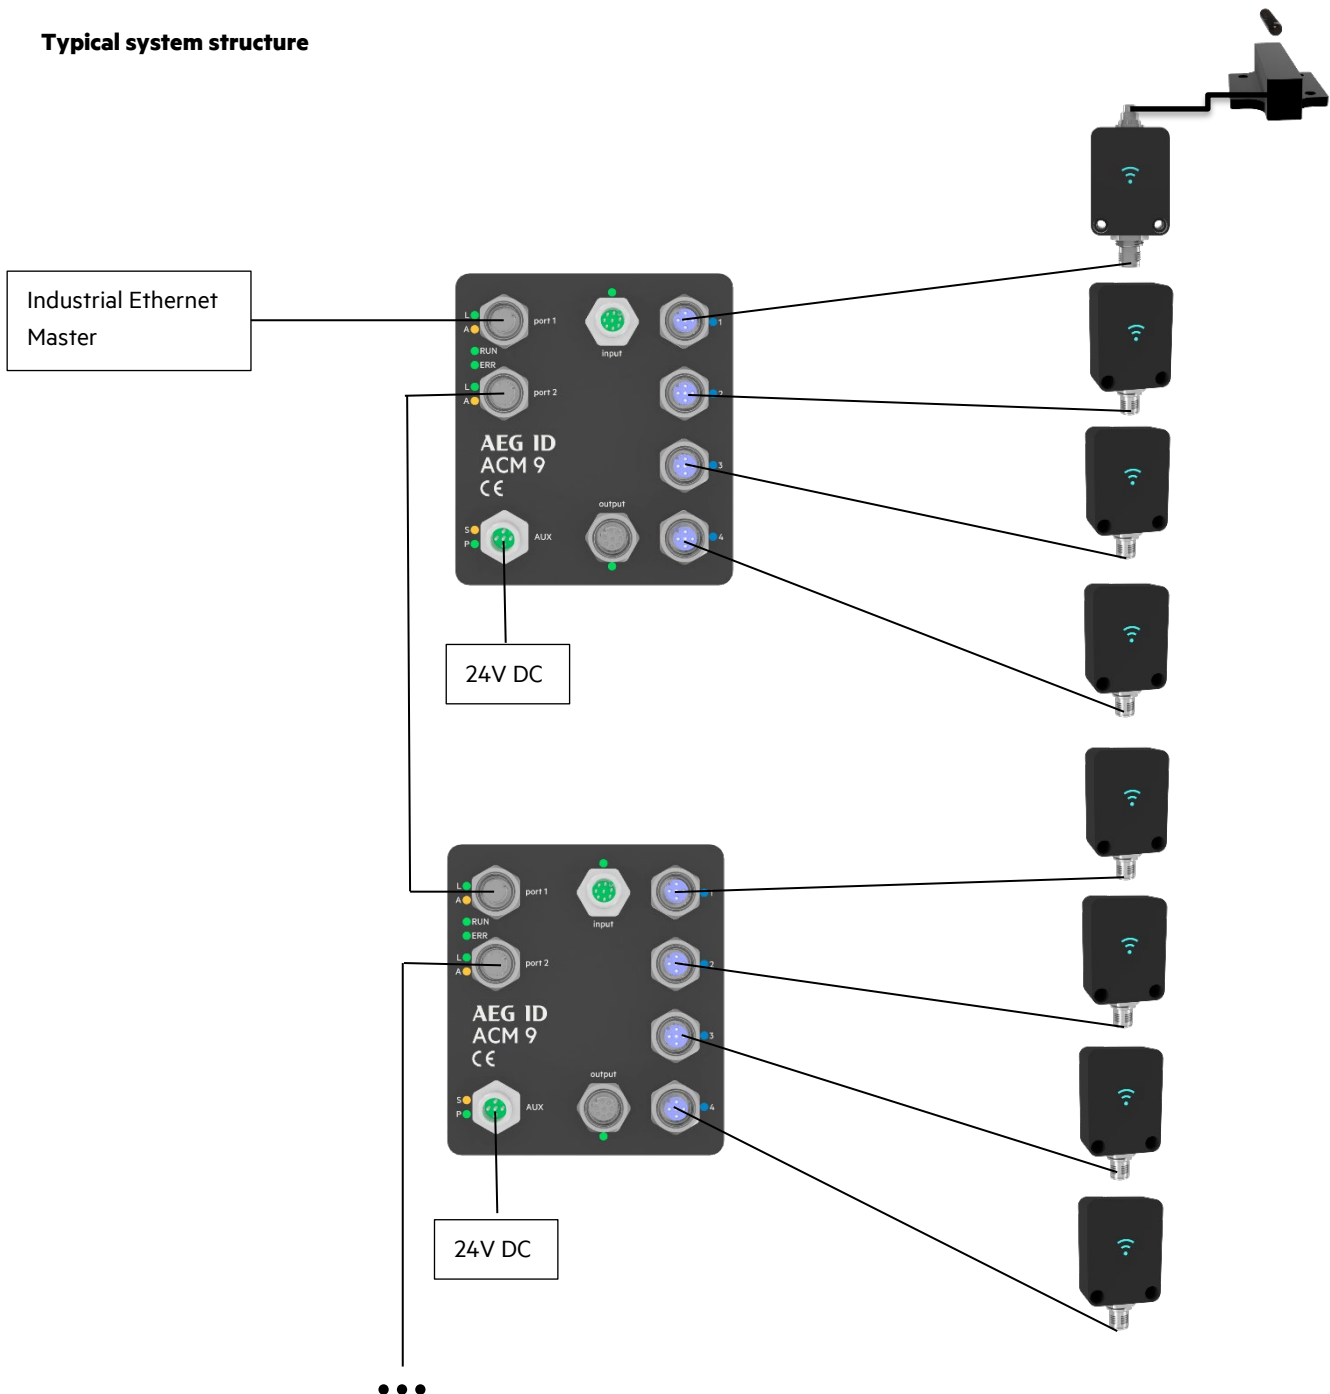 Typical system structure
Industrial Ethernet
Master
L
A
port 1
RUN
ERR
L
A
port 2
AEG ID
ACM 9
CE
S
P
AUX
input
output
1
2
3
4
24V DC
L
A
port 1
RUN
ERR
L
A
port 2
AEG ID
ACM 9
CE
S
P
AUX
input
output
1
2
3
4
24V DC
•••